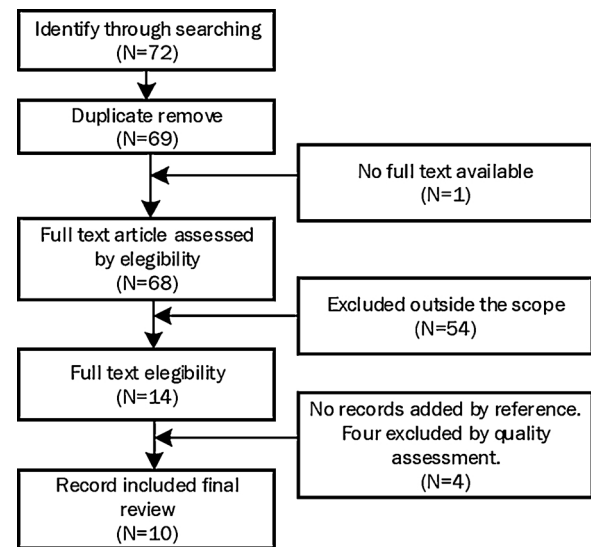 Identify through searching
(N=72)
Duplicate remove
(N=69)
No full text available
(N=1)
Full text article assessed
by elegibility
(N=68)
Excluded outside the scope
(N=54)
Full text elegibility
(N=14)
No records added by reference.
Four excluded by quality
assessment.
(N=4)
Record included final
review
(N=10)